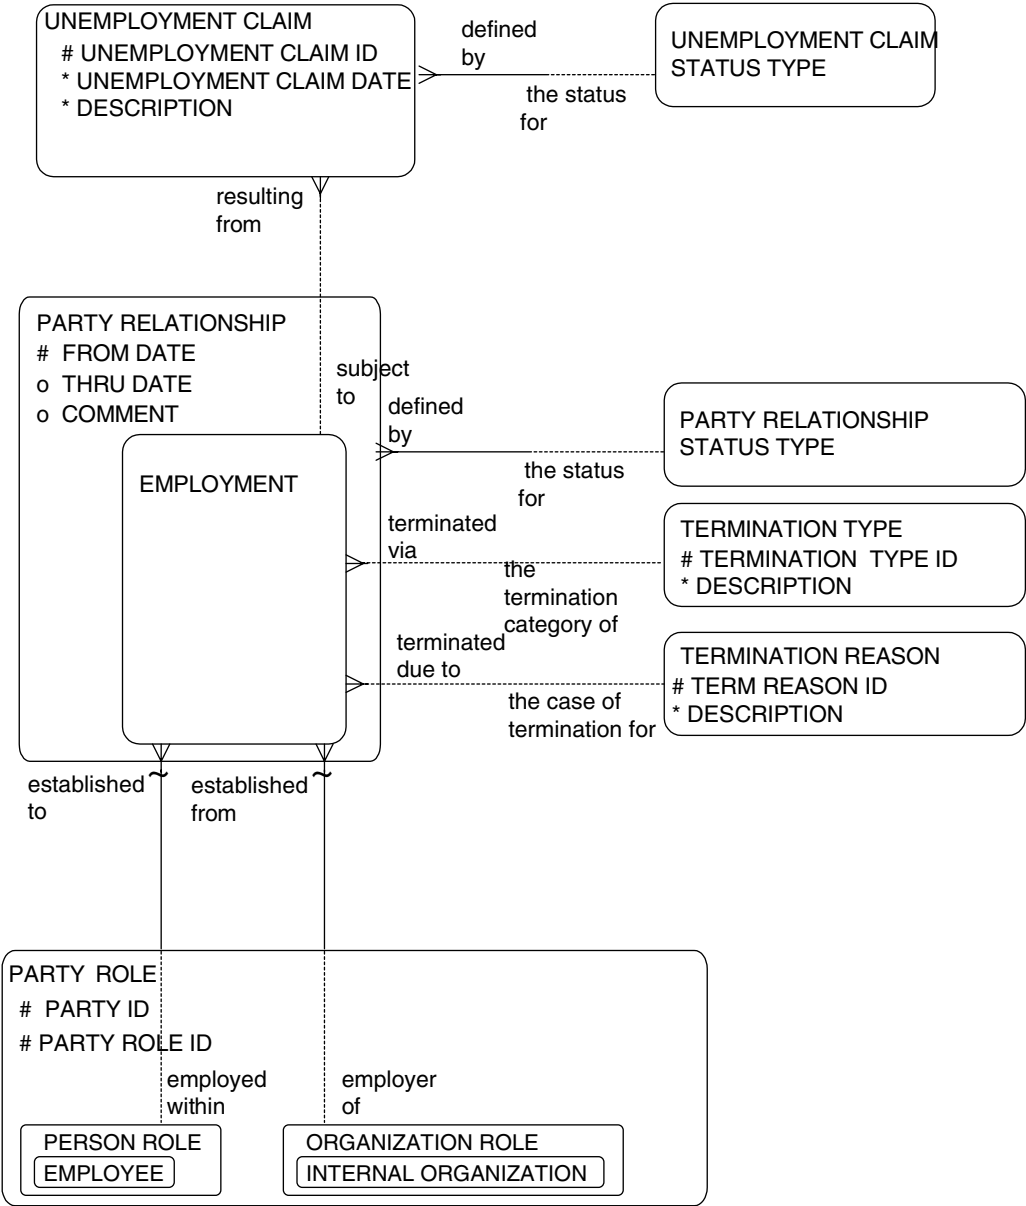 UNEMPLOYMENT CLAIM
# UNEMPLOYMENT CLAIM ID
* UNEMPLOYMENT CLAIM DATE
* DESCRIPTION
defined
by
the status
for
UNEMPLOYMENT CLAIM
STATUS TYPE
resulting
from
PARTY RELATIONSHIP
# FROM DATE
o THRU DATE
o COMMENT
subject
to
EMPLOYMENT
defined
by
the status
for
PARTY RELATIONSHIP
STATUS TYPE
terminated
via
the
termination
category of
TERMINATION TYPE
# TERMINATION TYPE ID
* DESCRIPTION
terminated
due to
the case of
termination for
TERMINATION REASON
# TERM REASON ID
* DESCRIPTION
established
to
established
from
PARTY ROLE
# PARTY ID
# PARTY ROLE ID
employed
within
employer
of
PERSON ROLE
EMPLOYEE
ORGANIZATION ROLE
INTERNAL ORGANIZATION